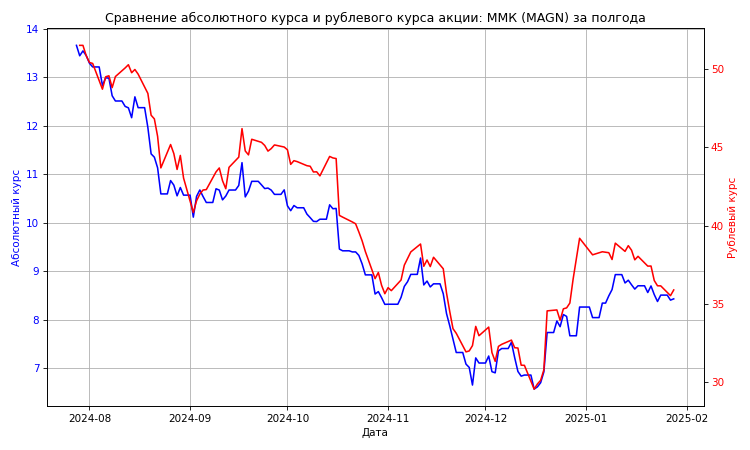 Сравнение абсолютного курса и рублевого курса акции: ММК (MAGN) за полгода
14
13
12
11
10
9
8
7
Абсолютный курс
50
45
40
35
30
Рублевый курс
2024-08 2024-09 2024-10 2024-11 2024-12 2025-01 2025-02
Дата